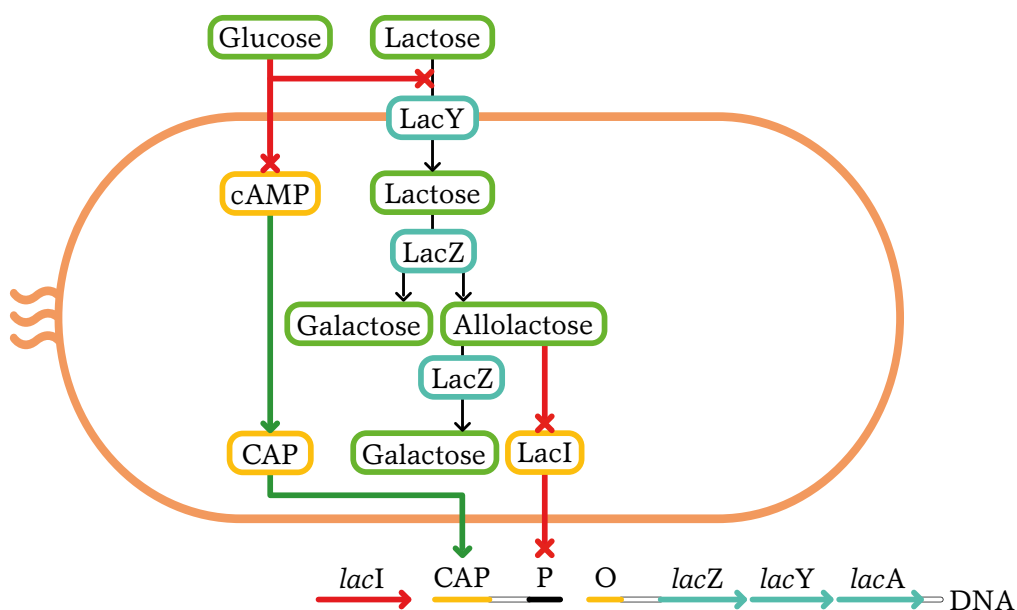 Glucose
Lactose
LacY
cAMP
Lactose
LacZ
Galactose
Allolactose
LacZ
CAP
Galactose
LacI
lacI
CAP
P
O
lacZ
lacY
lacA
DNA